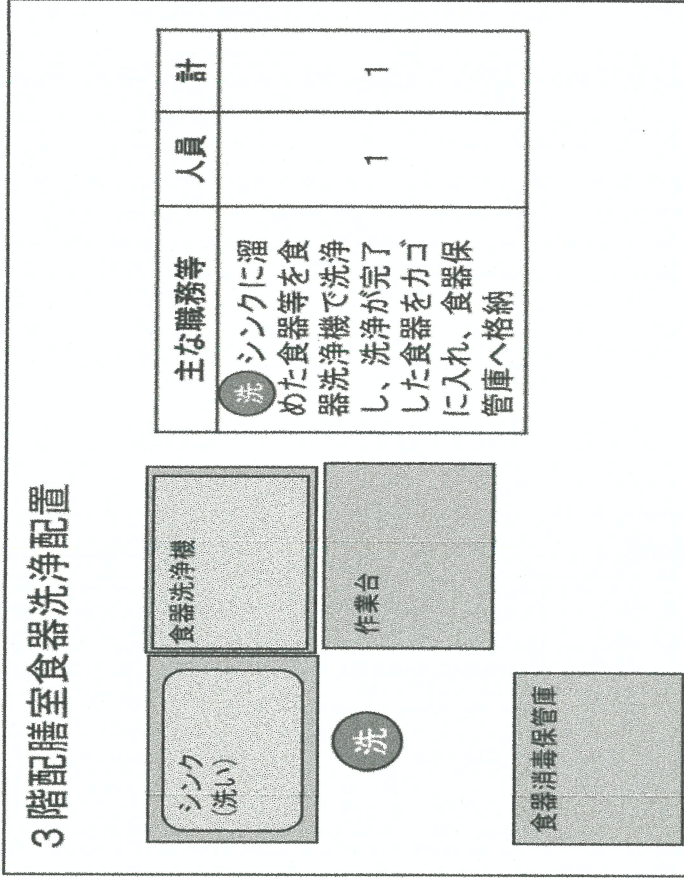 3階配膳室食器洗浄配置
シンク
(洗い)
食器洗浄機
洗
作業台
食器消毒保管庫
主な職務等
人員
計
洗 シンクに溜
めた食器等を食
器洗浄機で洗浄
し、洗浄が完了
した食器をカゴ
に入れ、食器保
管庫へ格納
1
1